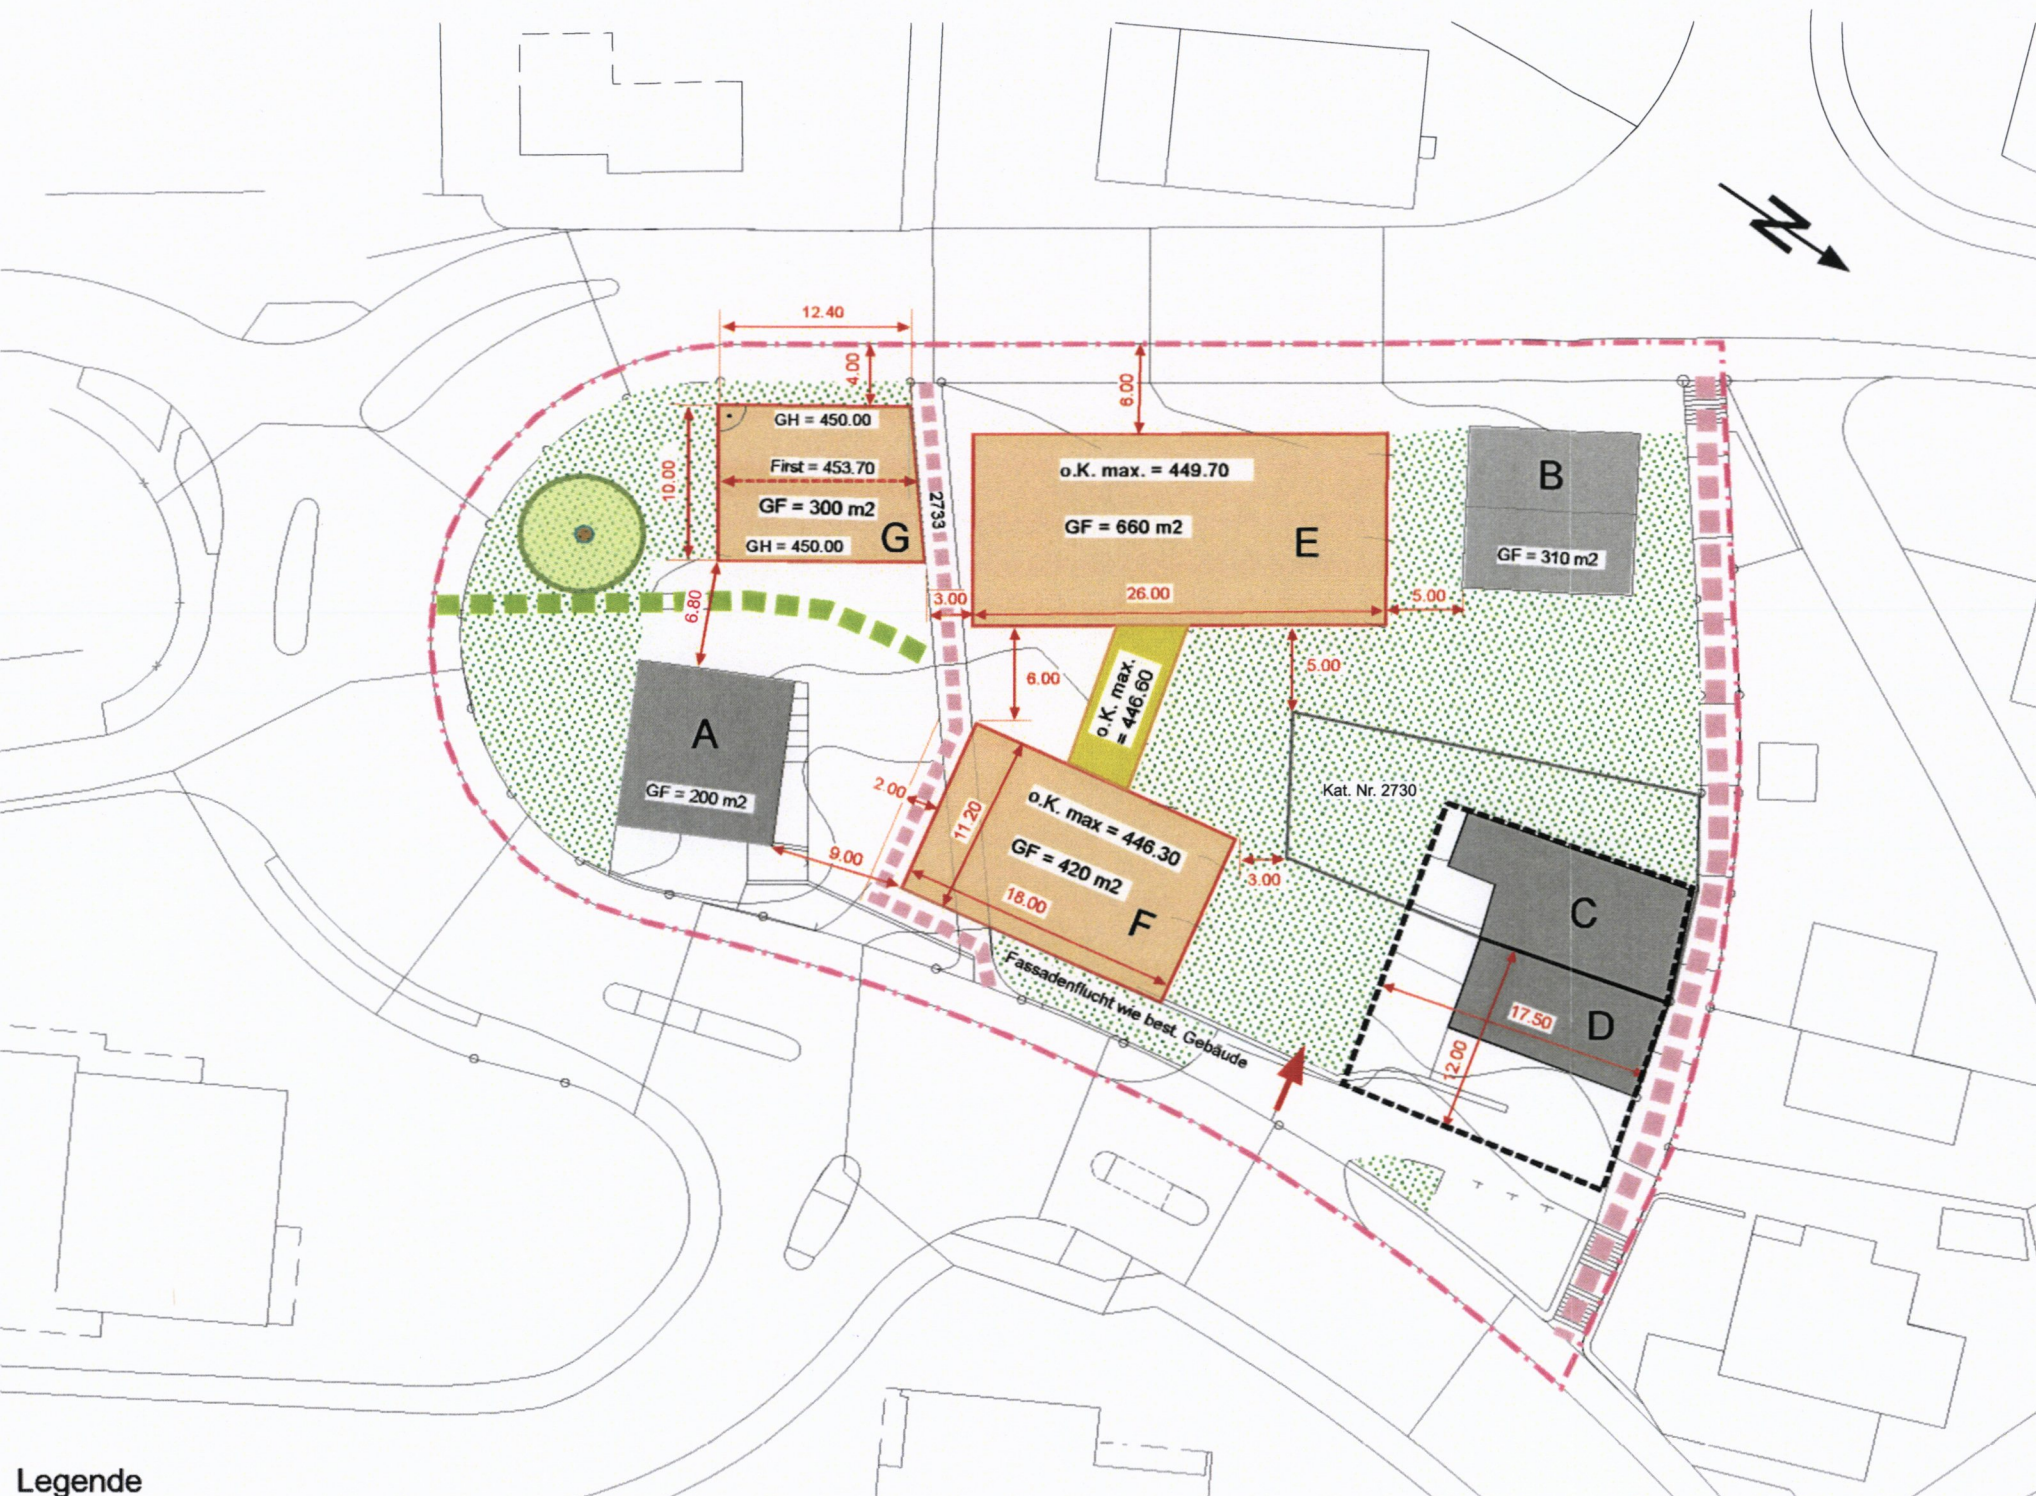 N
12.40
4.00
6.00
GH = 450.00
First = 453.70
10.00
GF = 300 m2
GH = 450.00
G
2733
o.K. max. = 449.70
GF = 660 m2
E
B
GF = 310 m2
3.00
26.00
5.00
6.80
6.00
5.00
o.K. max.
= 446.60
A
GF = 200 m2
Kat. Nr. 2730
2.00
11.20
o.K. max = 446.30
GF = 420 m2
18.00
F
9.00
3.00
C
Fassadenflucht wie best. Gebäude
17.50
D
12.00
Legende